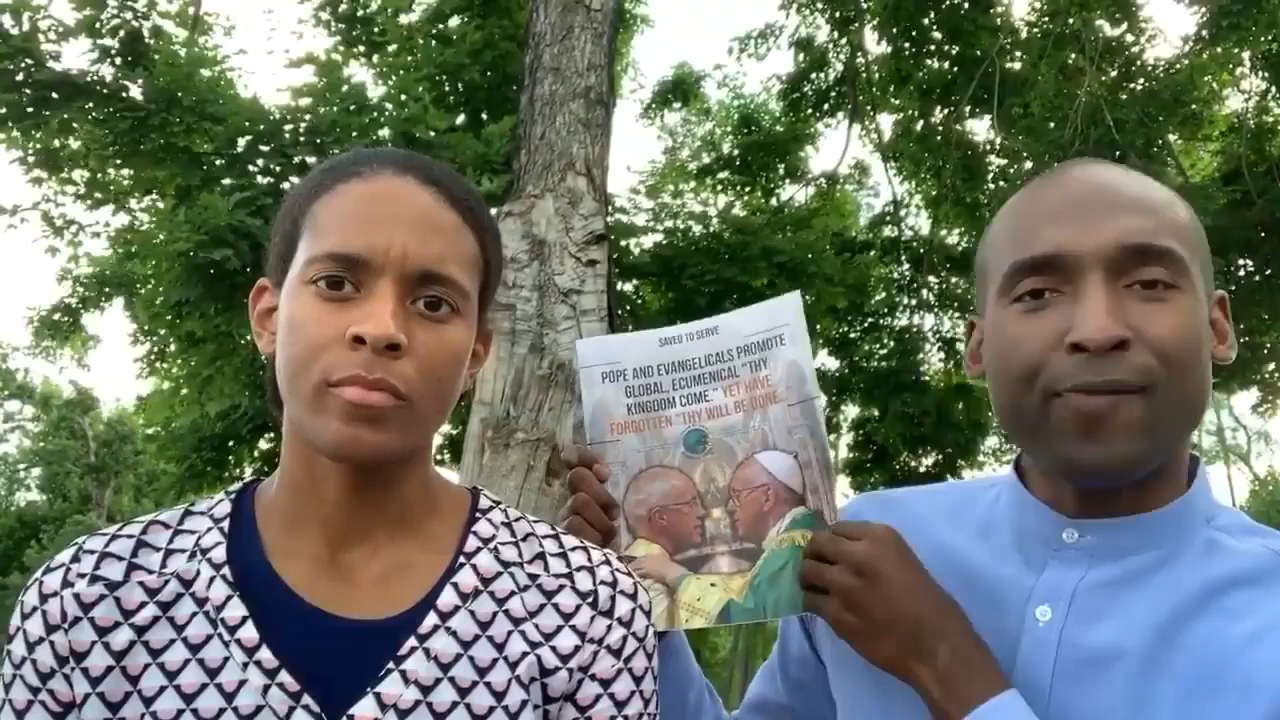 SAVED TO SERVE
POPE AND EVANGELICALS PROMOTE
GLOBAL, ECUMENICAL "THY
KINGDOM COME." YET HAVE
FORGOTTEN "THY WILL BE DONE..